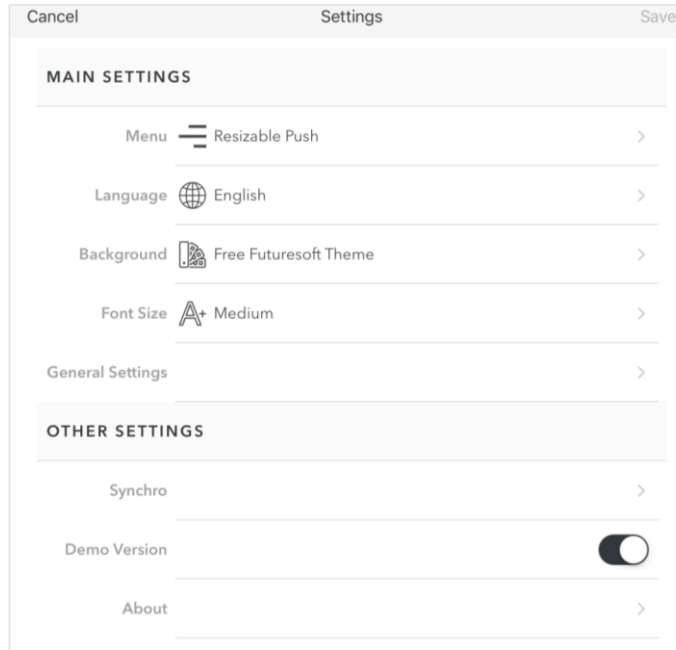 Cancel Settings Save
MAIN SETTINGS
Menu Resizable Push
Language English
Background Free Futuresoft Theme
Font Size A+ Medium
General Settings
OTHER SETTINGS
Synchro
Demo Version
About